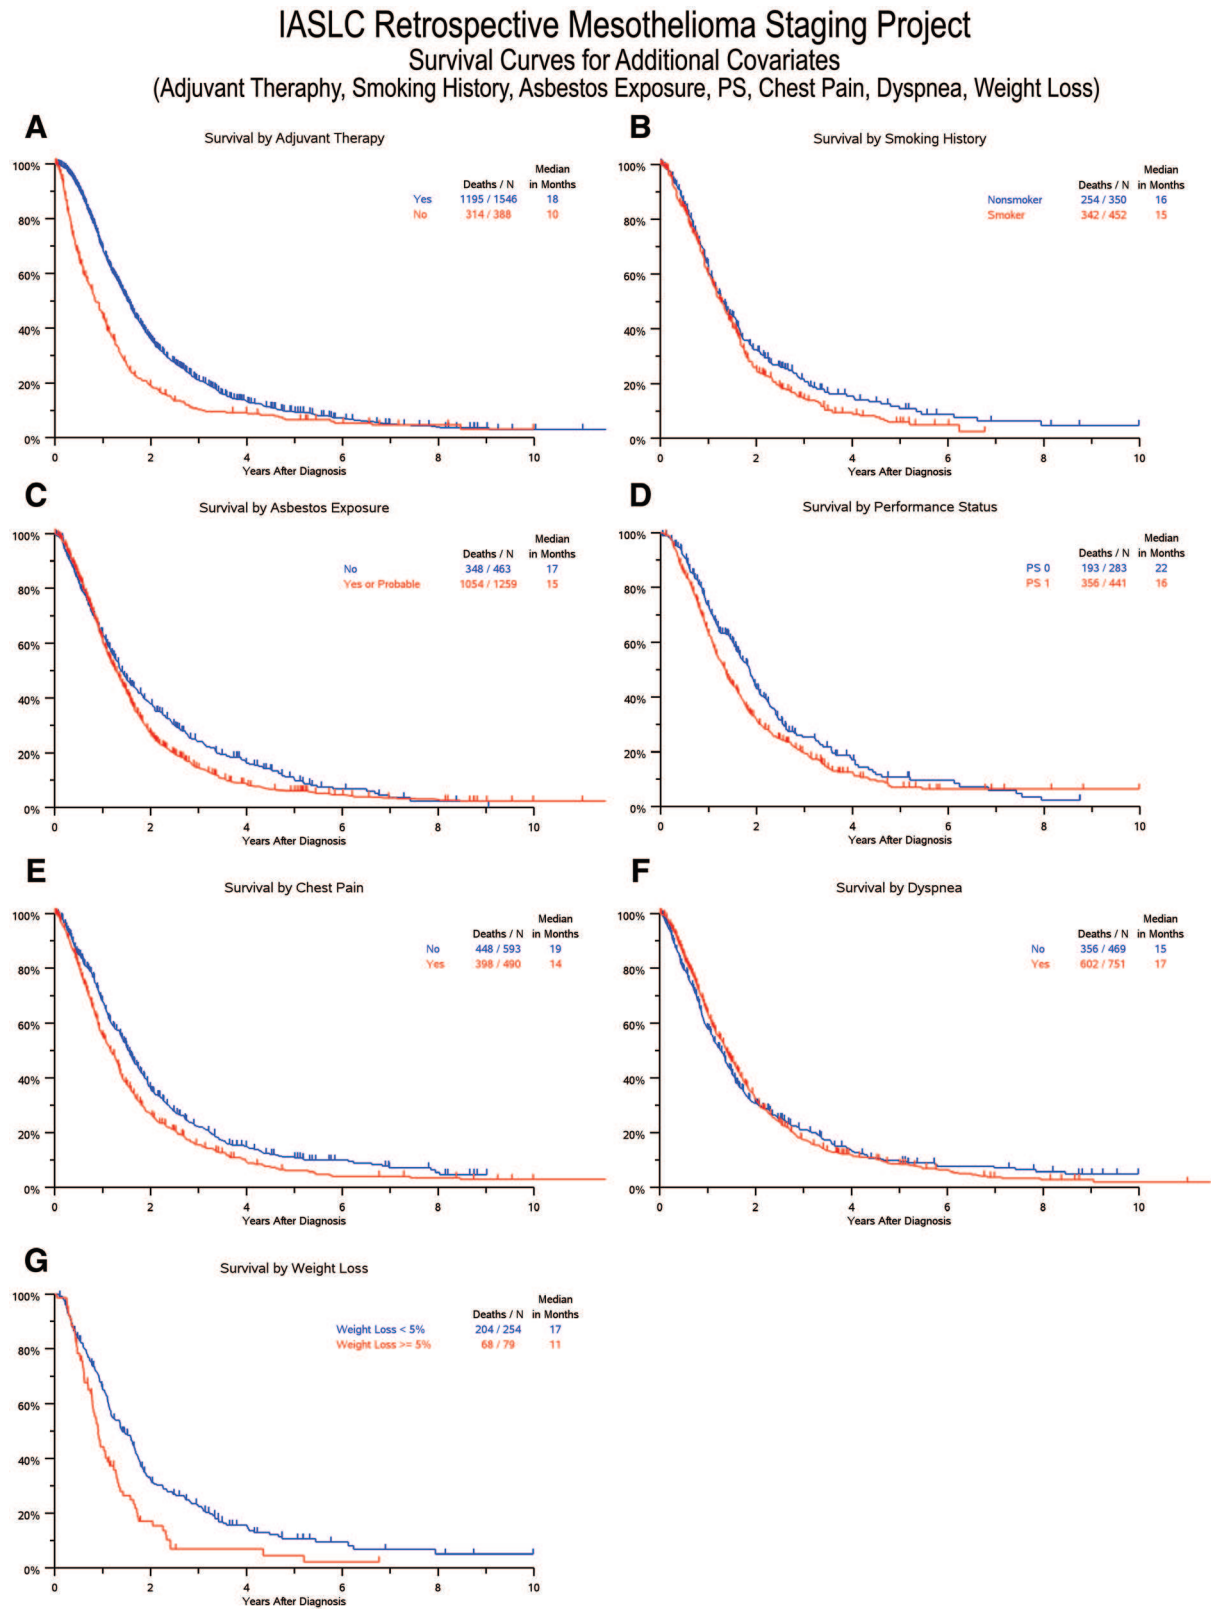 IASLC Retrospective Mesothelioma Staging Project
Survival Curves for Additional Covariates
(Adjuvant Theraphy, Smoking History, Asbestos Exposure, PS, Chest Pain, Dyspnea, Weight Loss)
A
Survival by Adjuvant Therapy
Median
Deaths / N in Months
Yes 1195 / 1546 18
No 314 / 388 10
100%
80%
60%
40%
20%
0%
0 2 4 6 8 10
Years After Diagnosis
B
Survival by Smoking History
Median
Deaths / N in Months
Nonsmoker 254 / 350 16
Smoker 342 / 452 15
100%
80%
60%
40%
20%
0%
0 2 4 6 8 10
Years After Diagnosis
C
Survival by Asbestos Exposure
Median
Deaths / N in Months
No 348 / 463 17
Yes or Probable 1054 / 1259 15
100%
80%
60%
40%
20%
0%
0 2 4 6 8 10
Years After Diagnosis
D
Survival by Performance Status
Median
Deaths / N in Months
PS 0 193 / 283 22
PS 1 356 / 441 16
100%
80%
60%
40%
20%
0%
0 2 4 6 8 10
Years After Diagnosis
E
Survival by Chest Pain
Median
Deaths / N in Months
No 448 / 593 19
Yes 398 / 490 14
100%
80%
60%
40%
20%
0%
0 2 4 6 8 10
Years After Diagnosis
F
Survival by Dyspnea
Median
Deaths / N in Months
No 356 / 469 15
Yes 602 / 751 17
100%
80%
60%
40%
20%
0%
0 2 4 6 8 10
Years After Diagnosis
G
Survival by Weight Loss
Median
Deaths / N in Months
Weight Loss < 5% 204 / 254 17
Weight Loss >= 5% 68 / 79 11
100%
80%
60%
40%
20%
0%
0 2 4 6 8 10
Years After Diagnosis